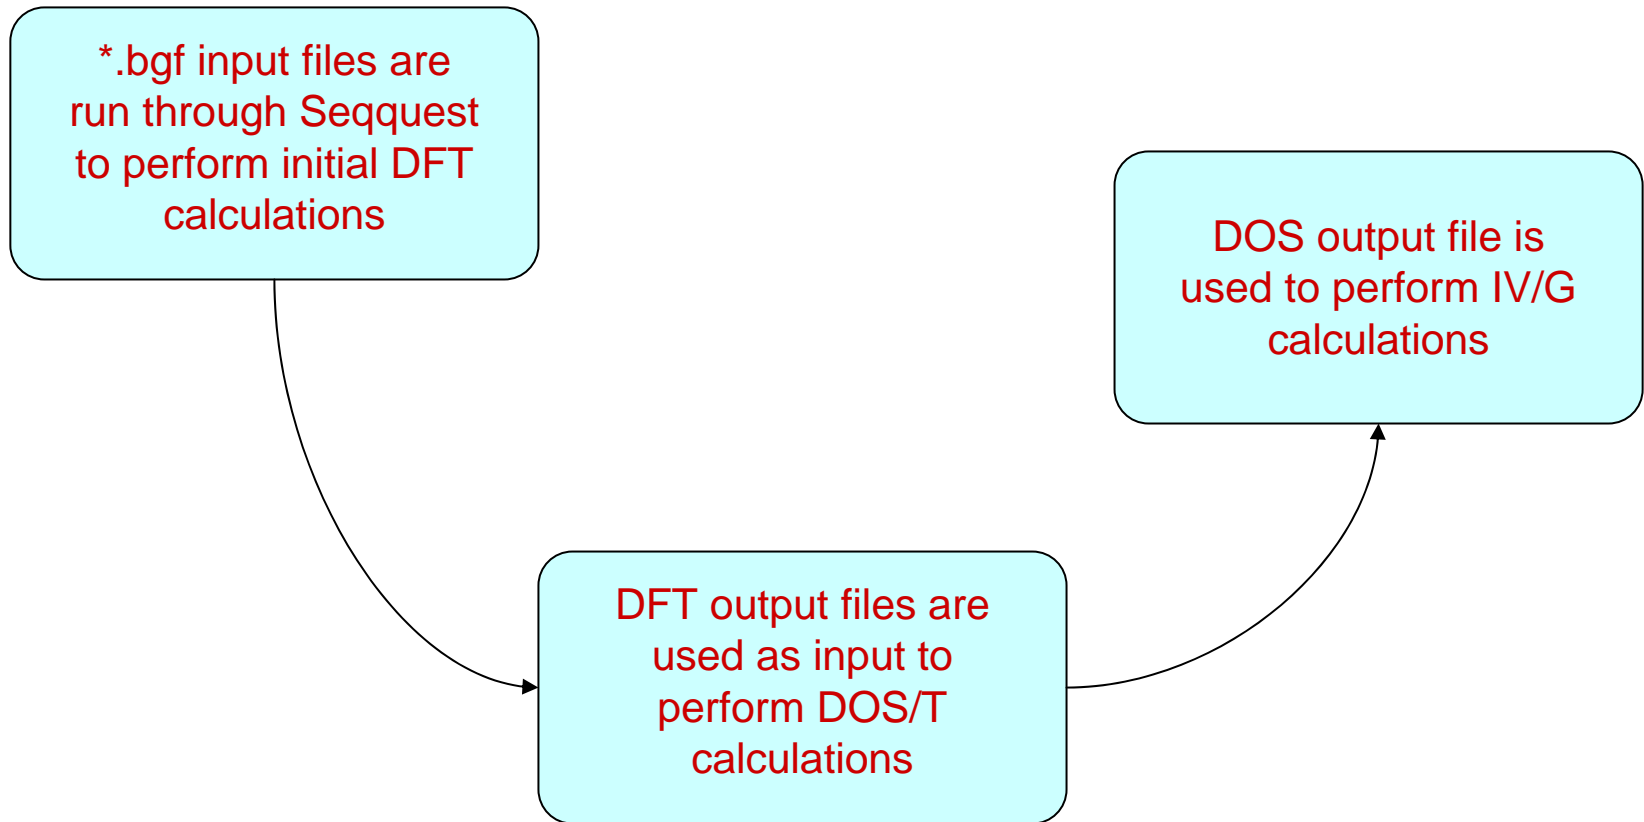 *.bgf input files are
run through Seqquest
to perform initial DFT
calculations
DFT output files are
used as input to
perform DOS/T
calculations
DOS output file is
used to perform IV/G
calculations